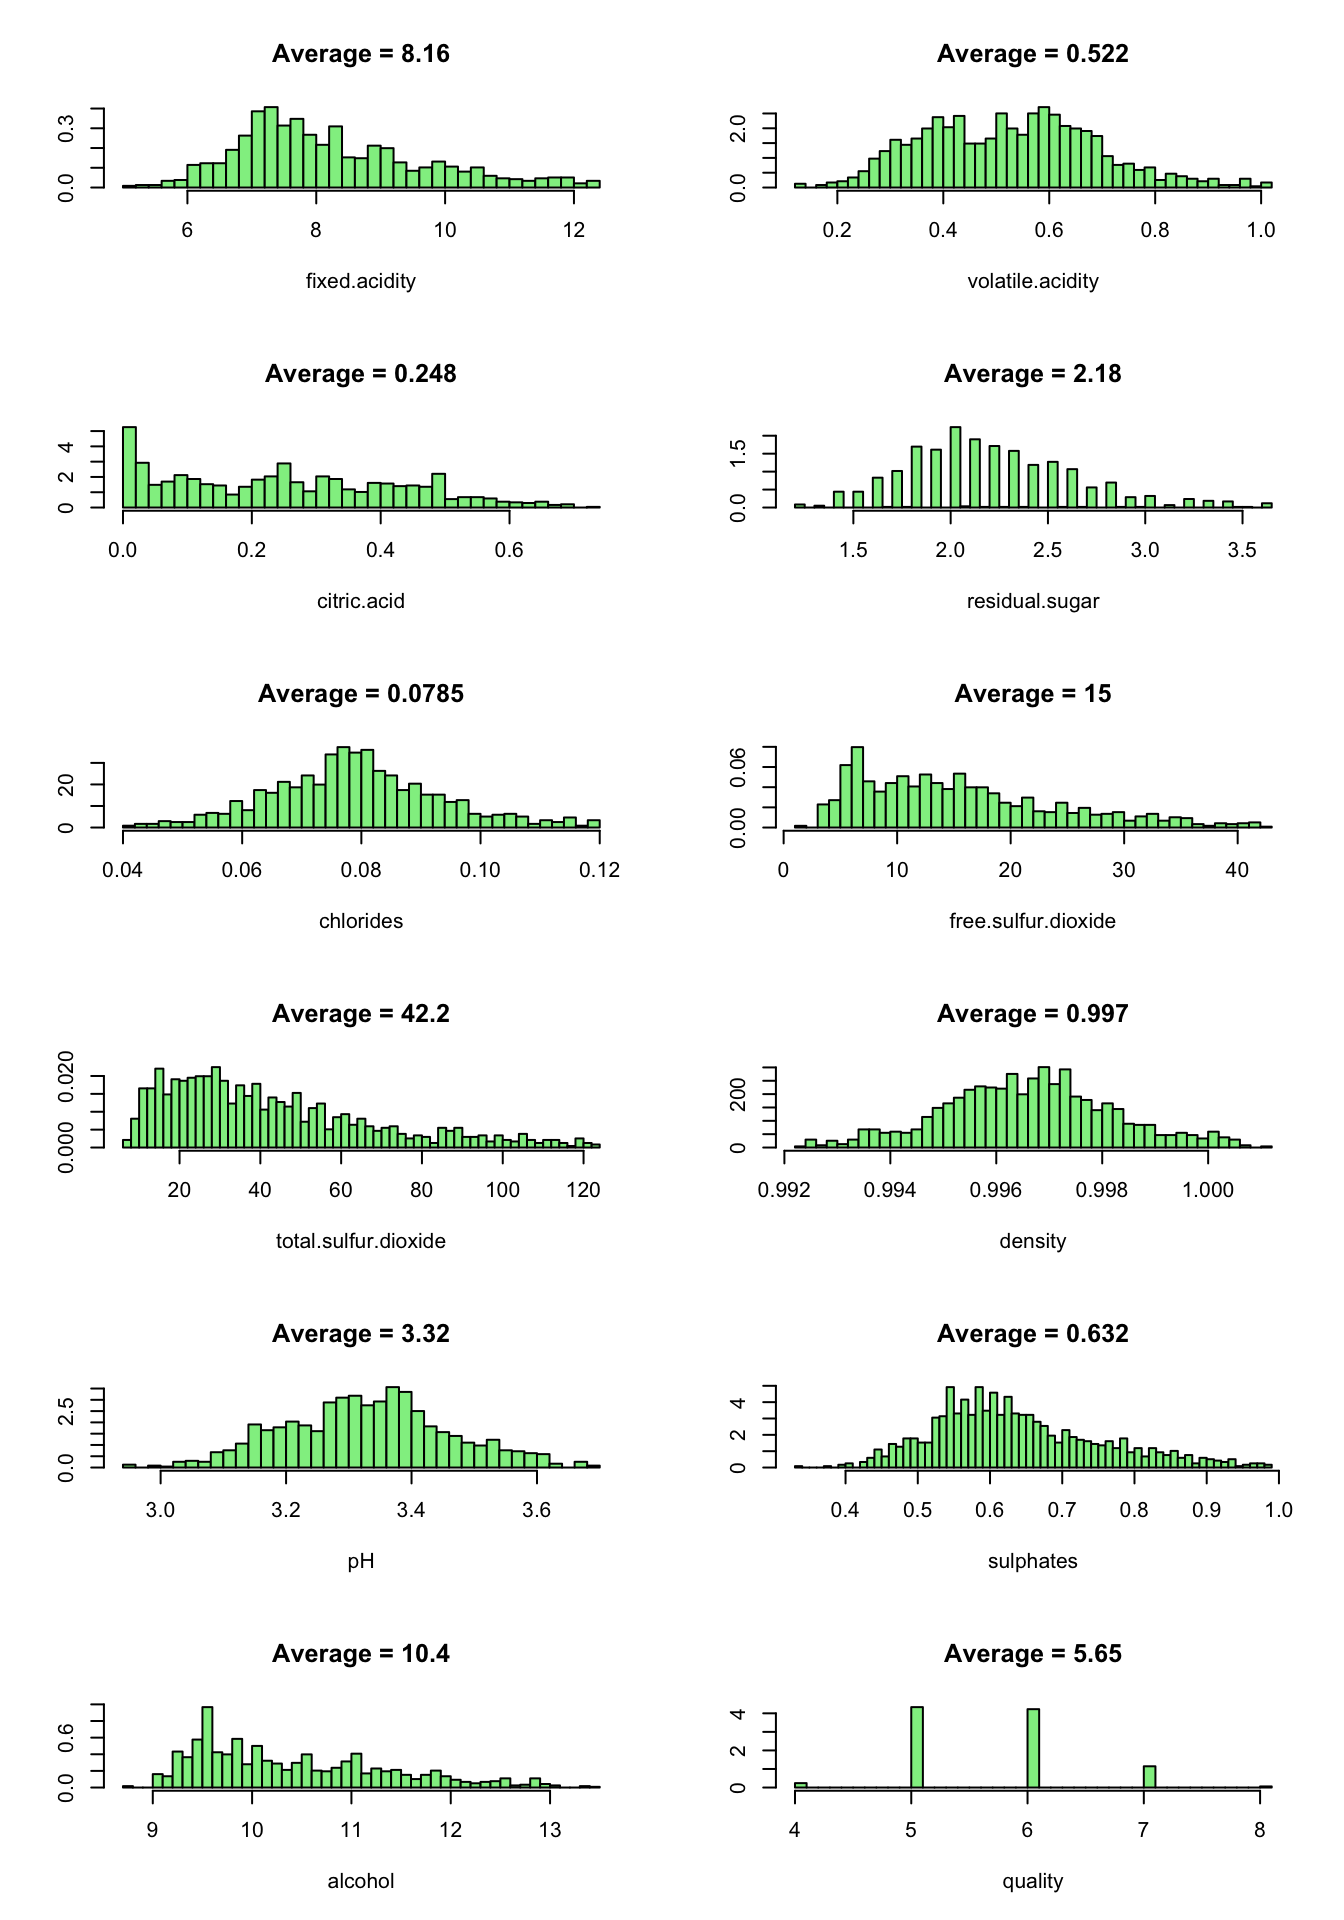 Average = 8.16
0.0 0.3
6 8 10 12
fixed.acidity
Average = 0.522
0.0 2.0
0.2 0.4 0.6 0.8 1.0
volatile.acidity
Average = 0.248
0 2 4
0.0 0.2 0.4 0.6
citric.acid
Average = 2.18
0.0 1.5
1.5 2.0 2.5 3.0 3.5
residual.sugar
Average = 0.0785
0 20
0.04 0.06 0.08 0.10 0.12
chlorides
Average = 15
0.00 0.06
0 10 20 30 40
free.sulfur.dioxide
Average = 42.2
0.000 0.020
20 40 60 80 100 120
total.sulfur.dioxide
Average = 0.997
0 200
0.992 0.994 0.996 0.998 1.000
density
Average = 3.32
0.0 2.5
3.0 3.2 3.4 3.6
pH
Average = 0.632
0 2 4
0.4 0.5 0.6 0.7 0.8 0.9 1.0
sulphates
Average = 10.4
0.0 0.6
9 10 11 12 13
alcohol
Average = 5.65
0 2 4
4 5 6 7 8
quality